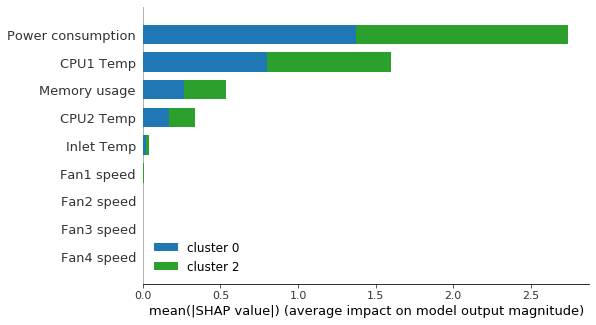 Power consumption
CPU1 Temp
Memory usage
CPU2 Temp
Inlet Temp
Fan1 speed
Fan2 speed
Fan3 speed
Fan4 speed
cluster 0
cluster 2
0.0 0.5 1.0 1.5 2.0 2.5
mean(|SHAP value|) (average impact on model output magnitude)